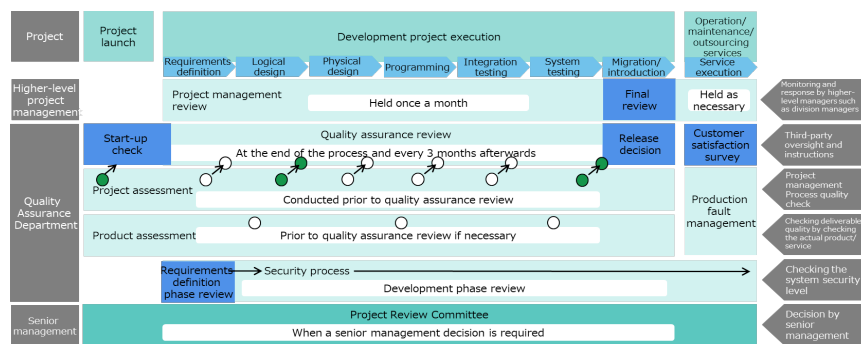 Project
Project
launch
Development project execution
Operation/
maintenance/
outsourcing
services
Requirements
definition
Logical
design
Physical
design
Programming
Integration
testing
System
testing
Migration/
introduction
Service
execution
Higher-level
project
management
Project management
review
Held once a month
Final
review
Held as
necessary
Monitoring and
response by higher-
level managers such
as division managers
Quality
Assurance
Department
Start-up
check
Quality assurance review
At the end of the process and every 3 months afterwards
Release
decision
Customer
satisfaction
survey
Third-party
oversight and
instructions
Project assessment
Conducted prior to quality assurance review
Production
fault
management
Project
management
Process quality
check
Product assessment
Prior to quality assurance review if necessary
Checking deliverable
quality by checking
the actual product/
service
Requirements
definition
phase review
Security process
Development phase review
Checking the
system security
level
Senior
management
Project Review Committee
When a senior management decision is required
Decision by
senior
management